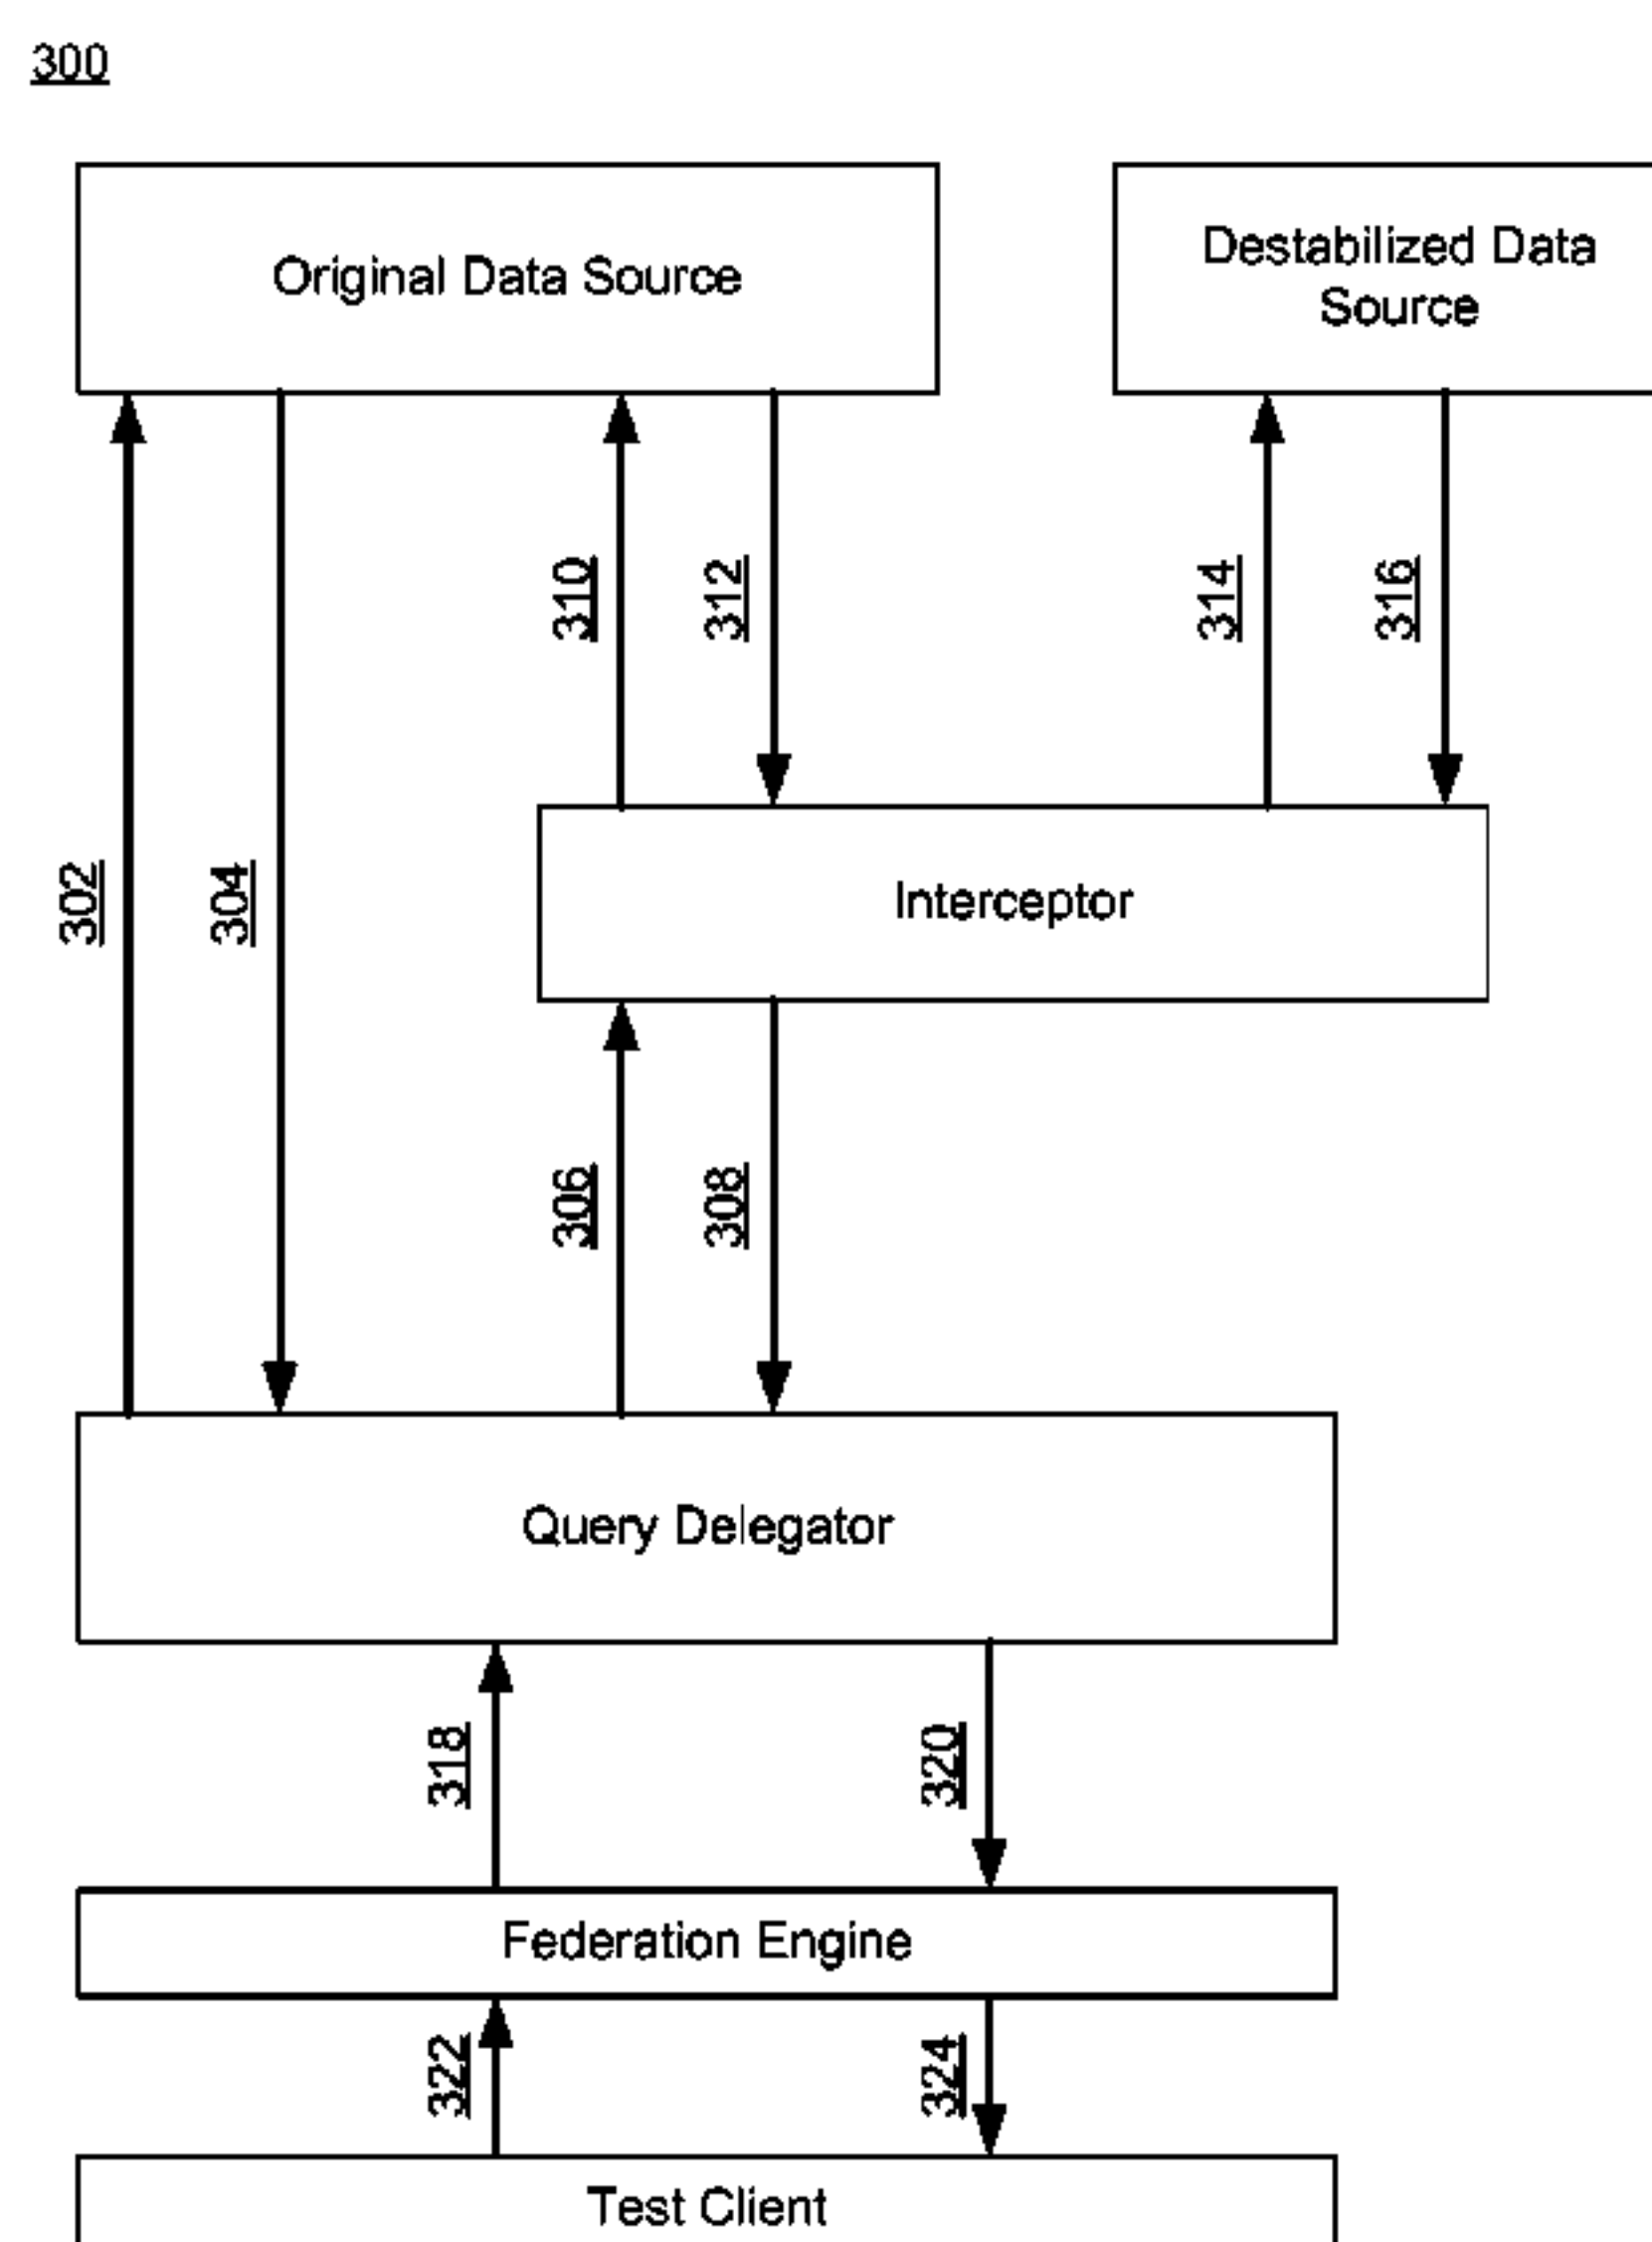 300
Original Data Source
Destabilized Data
Source
310
312
314
316
302
304
Interceptor
306
308
Query Delegator
318
320
Federation Engine
322
324
Test Client